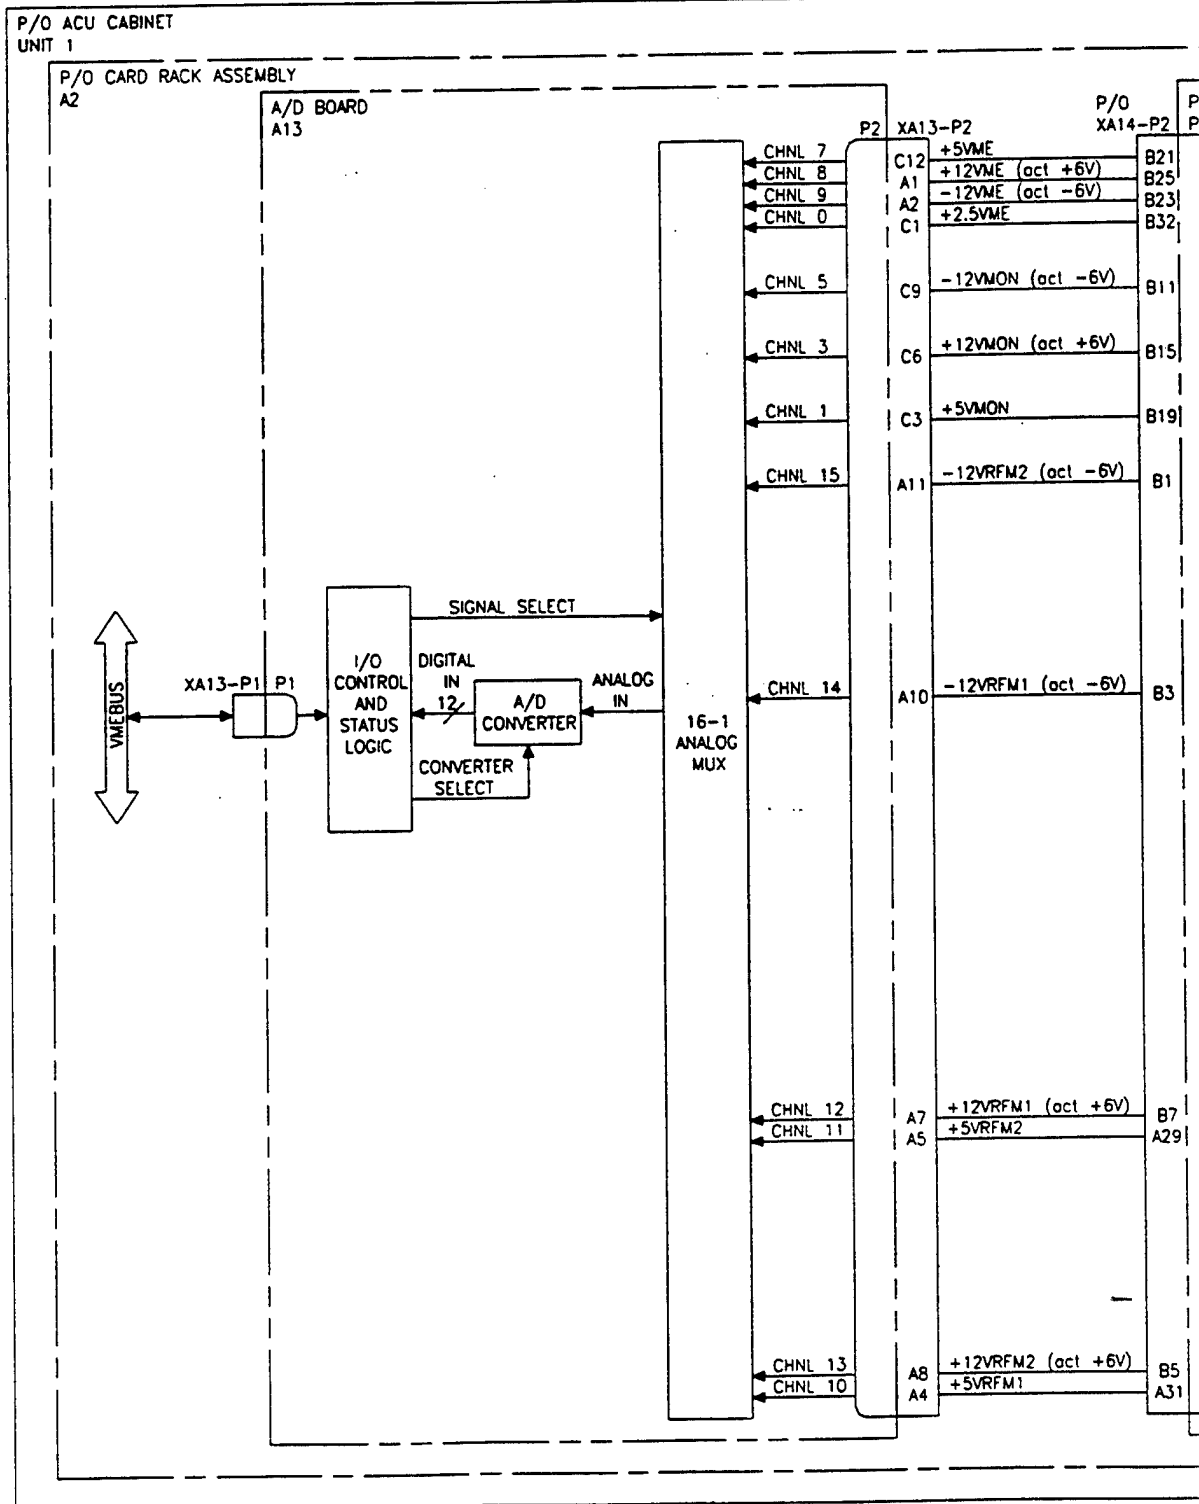 P/O ACU CABINET
UNIT 1
P/O CARD RACK ASSEMBLY
A2
A/D BOARD
A13
P2
XA13-P2
P/O
XA14-P2
P
P
CHNL 7
C12
+5VME
B21
CHNL 8
A1
+12VME (act +6V)
B25
CHNL 9
A2
-12VME (act -6V)
B23
CHNL 0
C1
+2.5VME
B32
CHNL 5
C9
-12VMON (act -6V)
B11
CHNL 3
C6
+12VMON (act +6V)
B15
CHNL 1
C3
+5VMON
B19
CHNL 15
A11
-12VRFM2 (act -6V)
B1
SIGNAL SELECT
VMEBUS
XA13-P1
P1
I/O
CONTROL
AND
STATUS
LOGIC
DIGITAL
IN
12
A/D
CONVERTER
ANALOG
IN
CONVERTER
SELECT
16-1
ANALOG
MUX
CHNL 14
A10
-12VRFM1 (act -6V)
B3
CHNL 12
A7
+12VRFM1 (act +6V)
B7
CHNL 11
A5
+5VRFM2
A29
CHNL 13
A8
+12VRFM2 (act +6V)
B5
CHNL 10
A4
+5VRFM1
A31